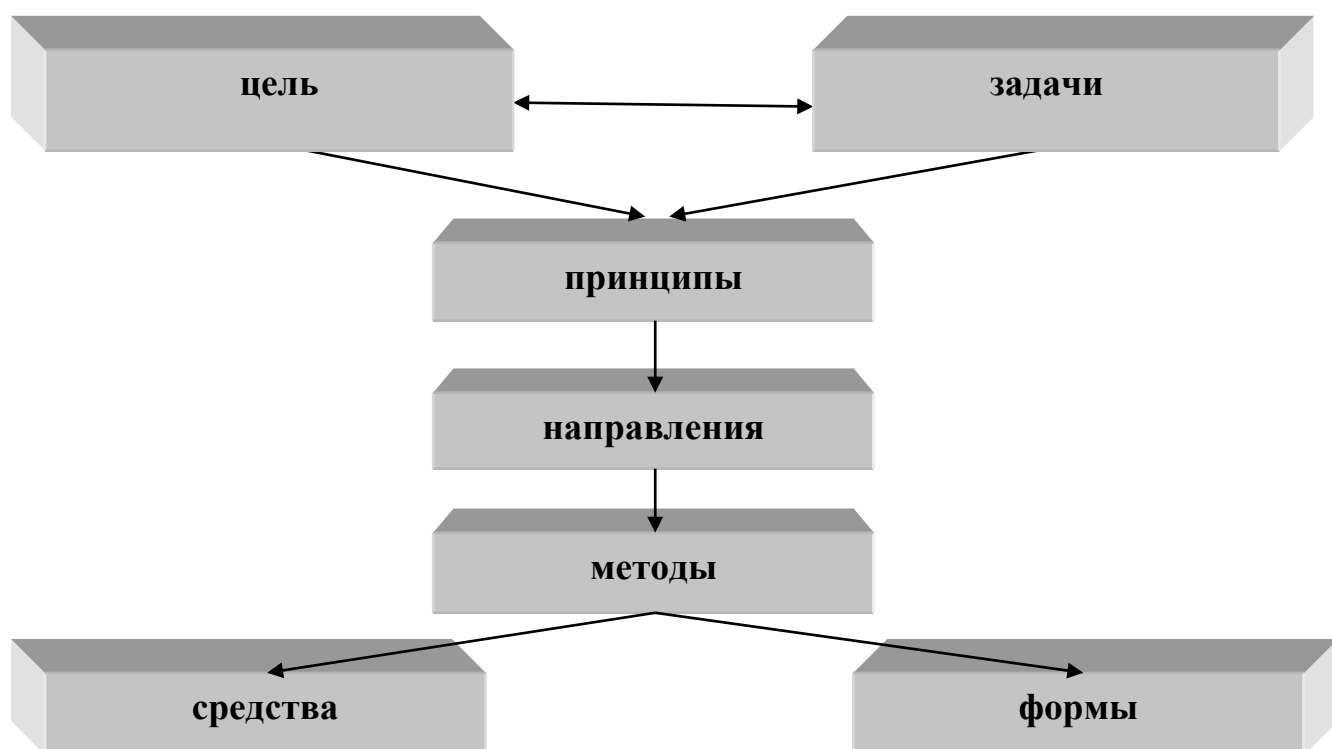 цель
задачи
принципы
направления
методы
средства
формы